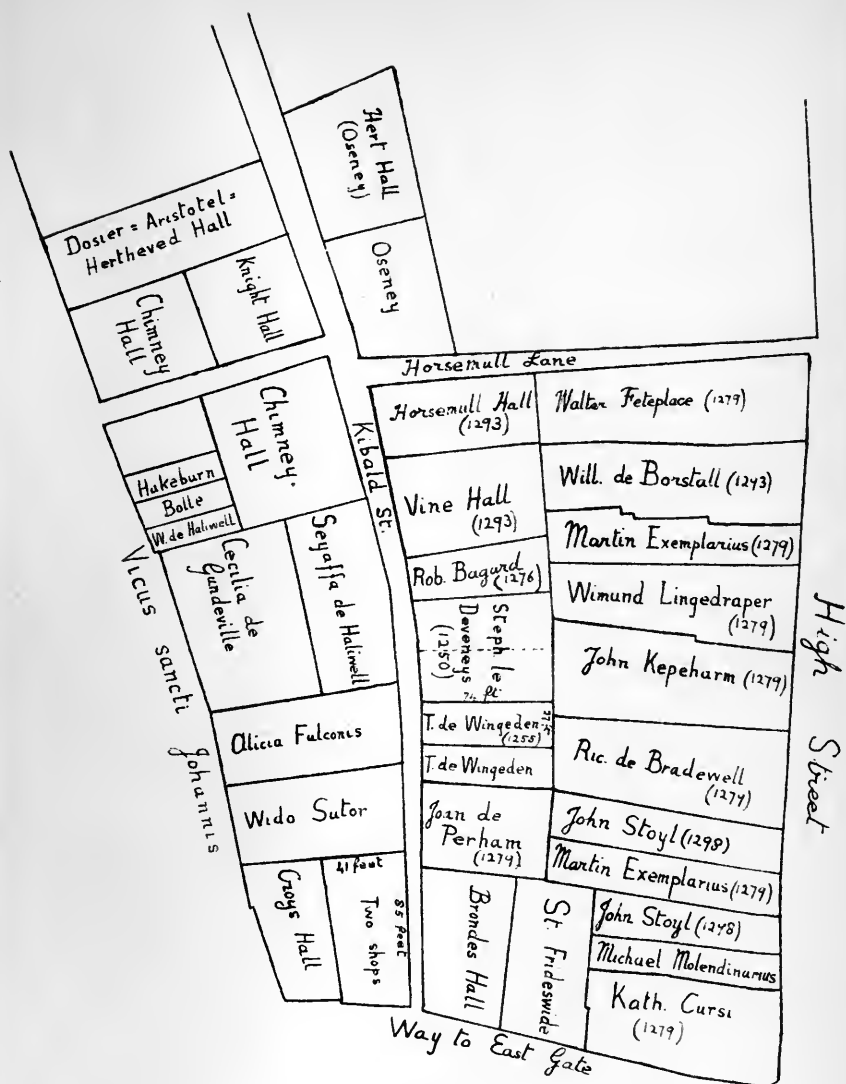 Hert Hall
(Oseney)
Oseney
Dosier = Aristotel =
Hertheved Hall
Knight Hall
Chimney
Hall
Horsemull Lane
Chimney.
Hall
Kibald St.
Horsemull Hall
(1293)
Walter Feteplace (1279)
Hukeburn
Bolle
W. de Haliwell
Vine Hall
(1293)
Will. de Borstall (1243)
Martin Exemplarius (1279)
Rob. Bagard
(1276)
Wimund Lingedraper
(1279)
Cecilia de
Gundeville
Seyaffa de Haliwell
Steph. le
Deveneys
(1250)
John Kepeharm (1279)
High Street
Vicus sancti Johannis
Alicia Fulconis
T. de Wingeden
(1255)
T. de Wingeden
Ric. de Bradewell
(1279)
Wido Sutor
Joan de
Perham
(1279)
John Stoyl (1298)
Martin Exemplarius (1279)
41 feet
85 feet
Two shops
Croys Hall
Brondes Hall
St. Frideswide
John Stoyl (1278)
Michael Molendinarius
Kath. Cursi
(1279)
Way to East Gate